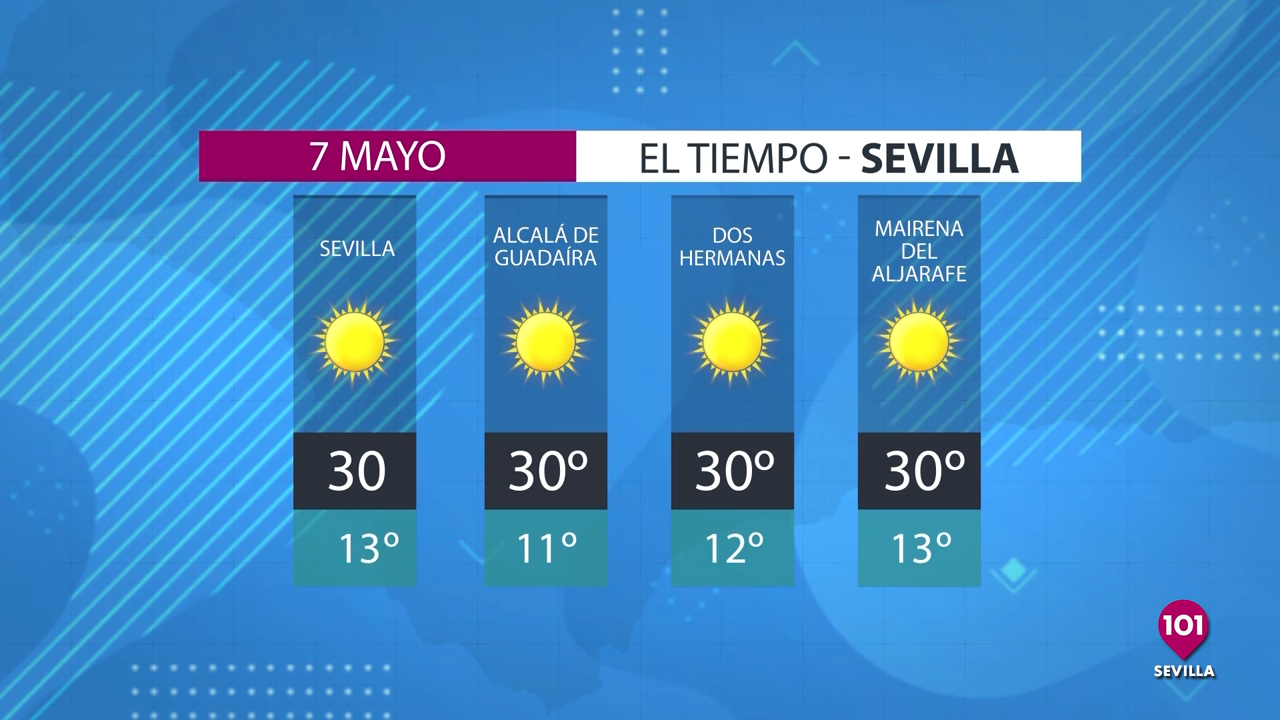 7 MAYO
EL TIEMPO - SEVILLA
SEVILLA
30
13º
ALCALÁ DE
GUADAÍRA
30º
11º
DOS
HERMANAS
30º
12º
MAIRENA
DEL
ALJARAFE
30º
13º
101
SEVILLA